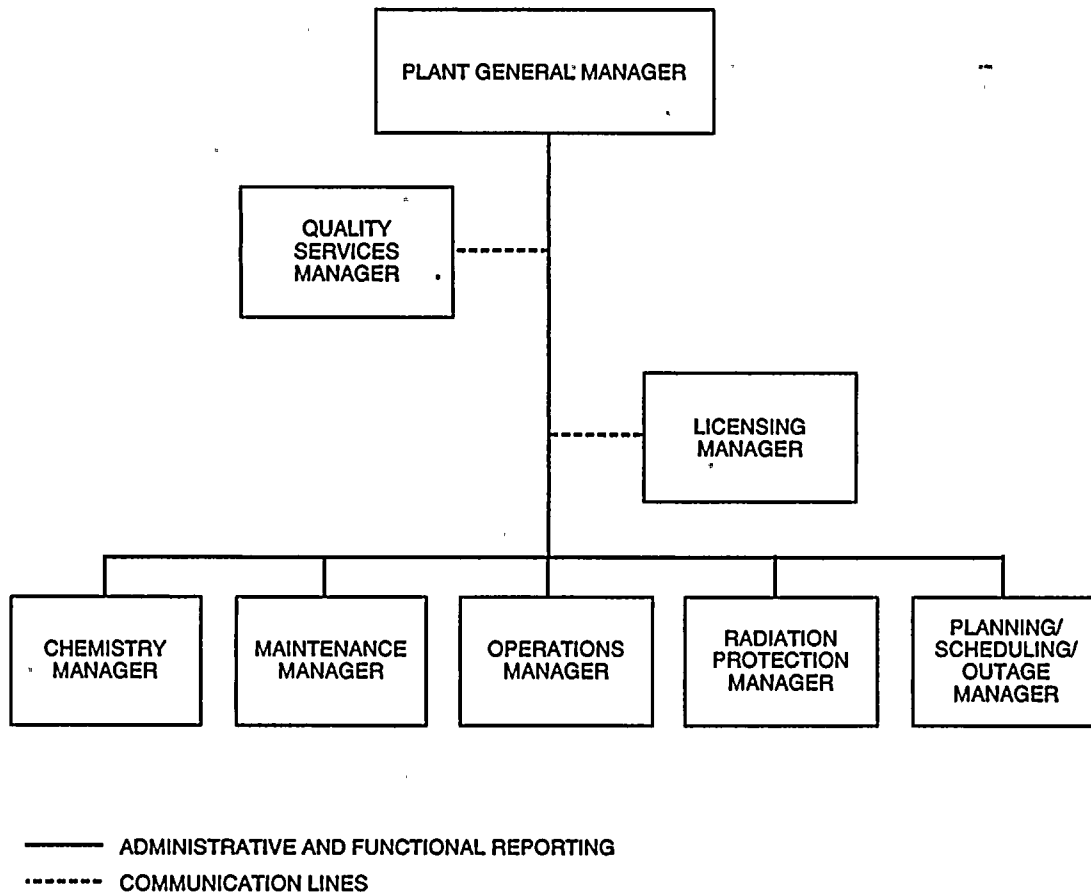 PLANT GENERAL MANAGER
QUALITY
SERVICES
MANAGER
LICENSING
MANAGER
CHEMISTRY
MANAGER
MAINTENANCE
MANAGER
OPERATIONS
MANAGER
RADIATION
PROTECTION
MANAGER
PLANNING/
SCHEDULING/
OUTAGE
MANAGER
ADMINISTRATIVE AND FUNCTIONAL REPORTING
COMMUNICATION LINES